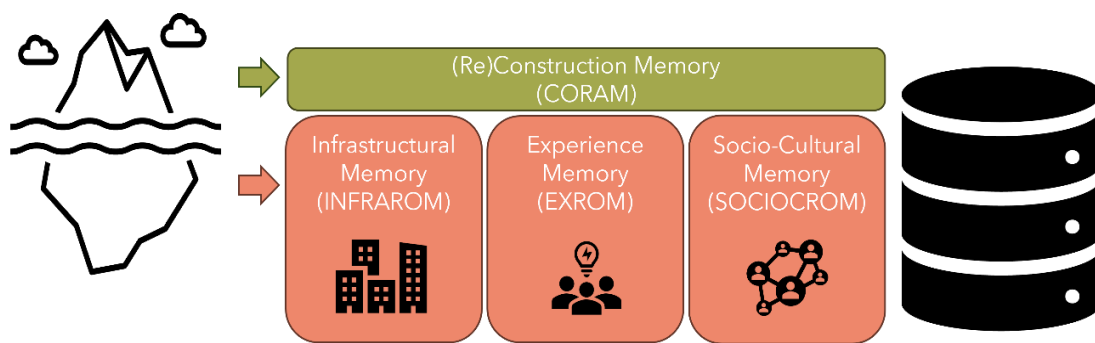 (Re)Construction Memory
(CORAM)
Infrastructural
Memory
(INFRAROM)
Experience
Memory
(EXROM)
Socio-Cultural
Memory
(SOCIOCROM)